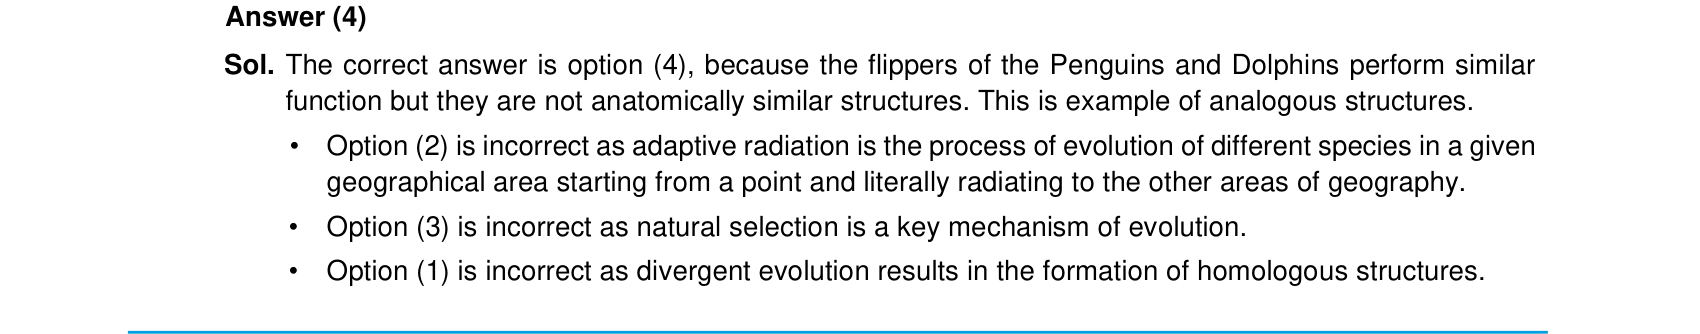 Answer (4)
Sol. The correct answer is option (4), because the flippers of the Penguins and Dolphins perform similar
function but they are not anatomically similar structures. This is example of analogous structures.
• Option (2) is incorrect as adaptive radiation is the process of evolution of different species in a given
geographical area starting from a point and literally radiating to the other areas of geography.
• Option (3) is incorrect as natural selection is a key mechanism of evolution.
• Option (1) is incorrect as divergent evolution results in the formation of homologous structures.